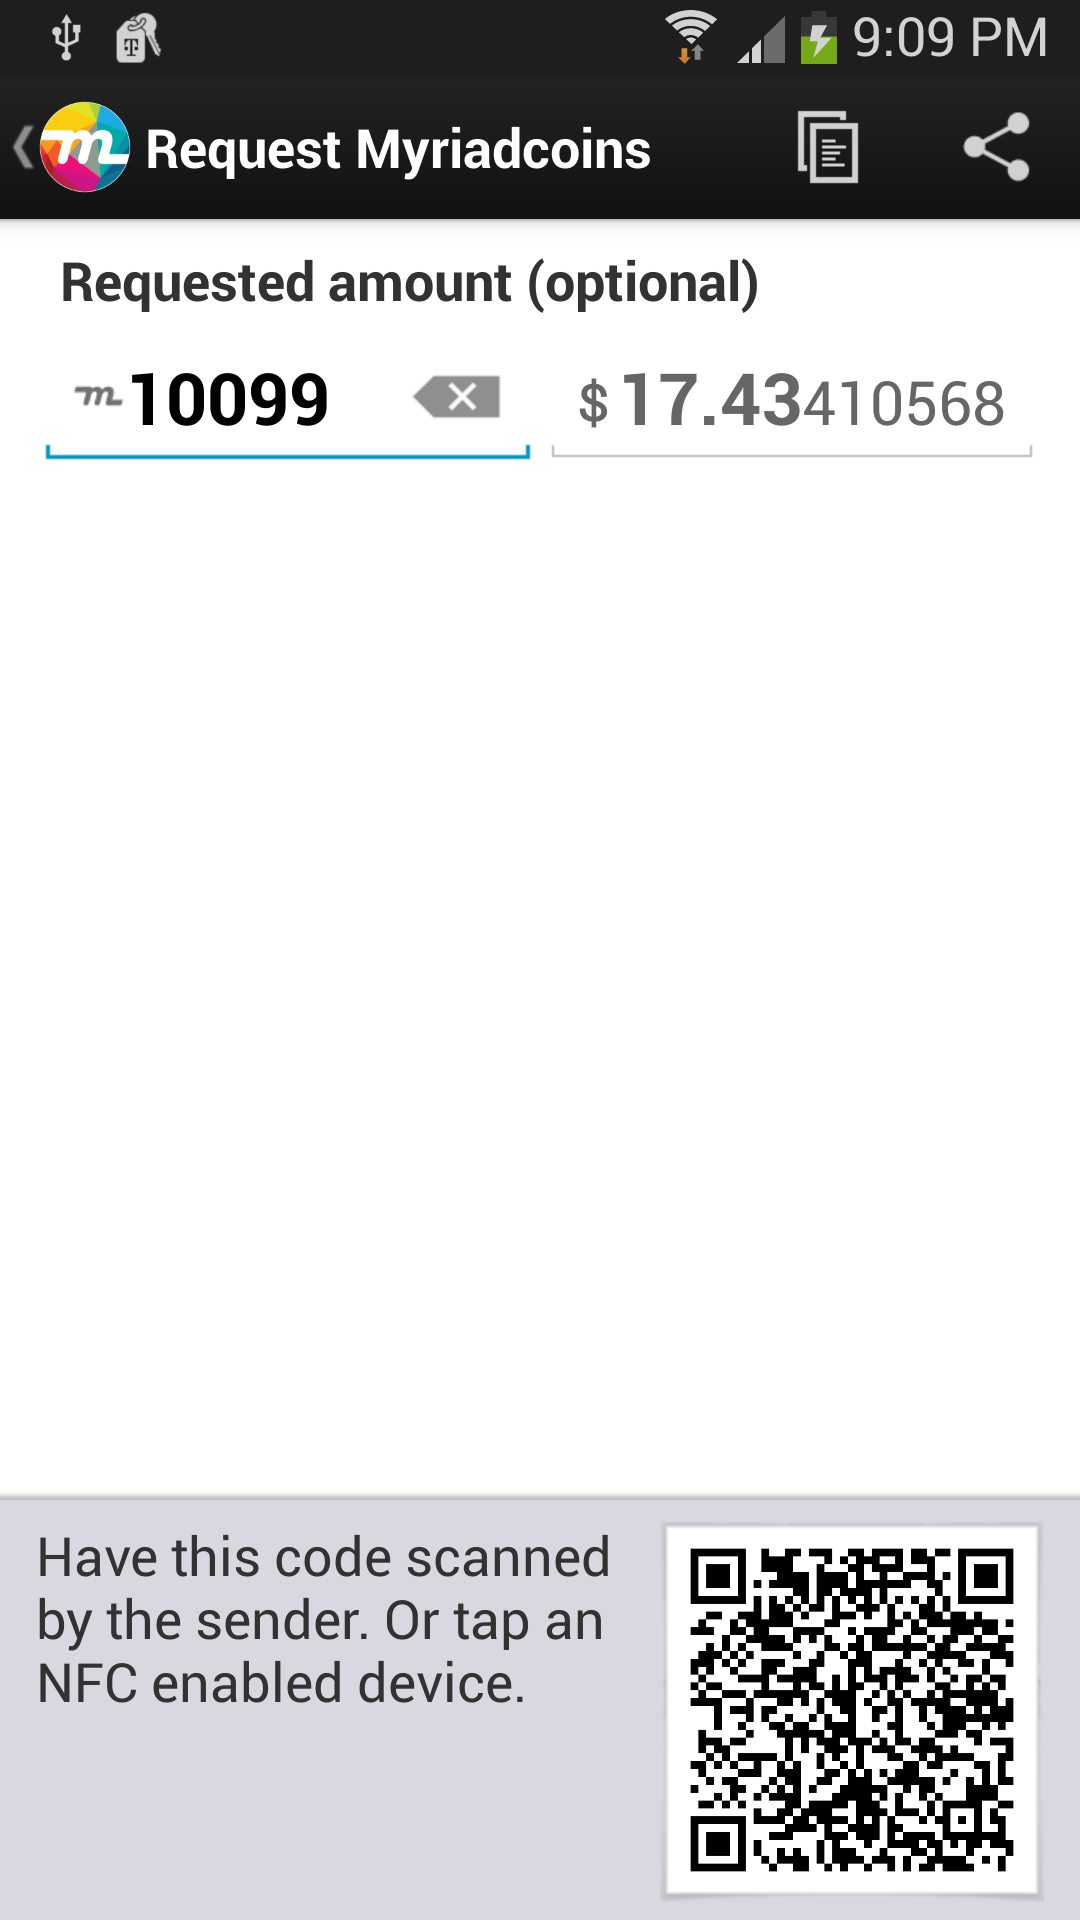 9:09 PM
Request Myriadcoins
Requested amount (optional)
10099 $ 17.43410568
Have this code scanned
by the sender. Or tap an
NFC enabled device.